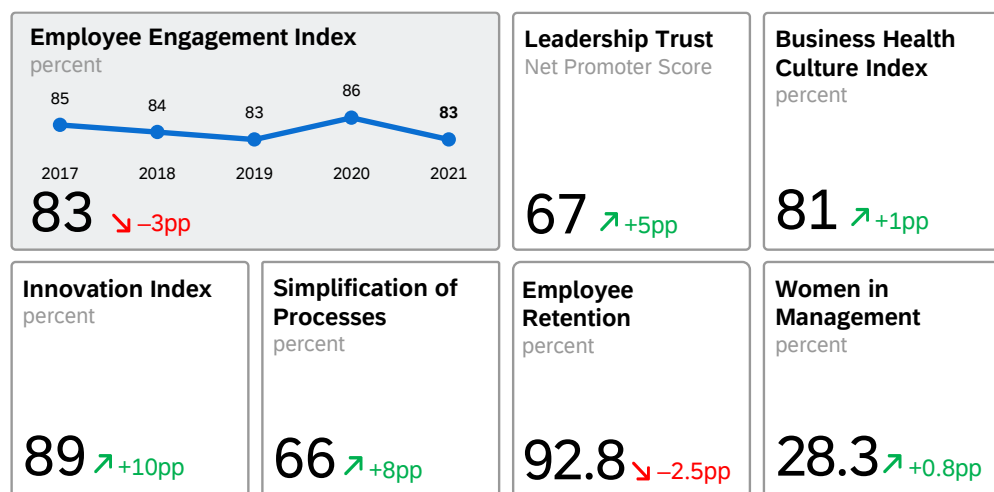 Employee Engagement Index
percent
85
84
83
86
83
2017
2018
2019
2020
2021
83
–3pp
Leadership Trust
Net Promoter Score
67
+5pp
Business Health
Culture Index
percent
81
+1pp
Innovation Index
percent
89
+10pp
Simplification of
Processes
percent
66
+8pp
Employee
Retention
percent
92.8
–2.5pp
Women in
Management
percent
28.3
+0.8pp